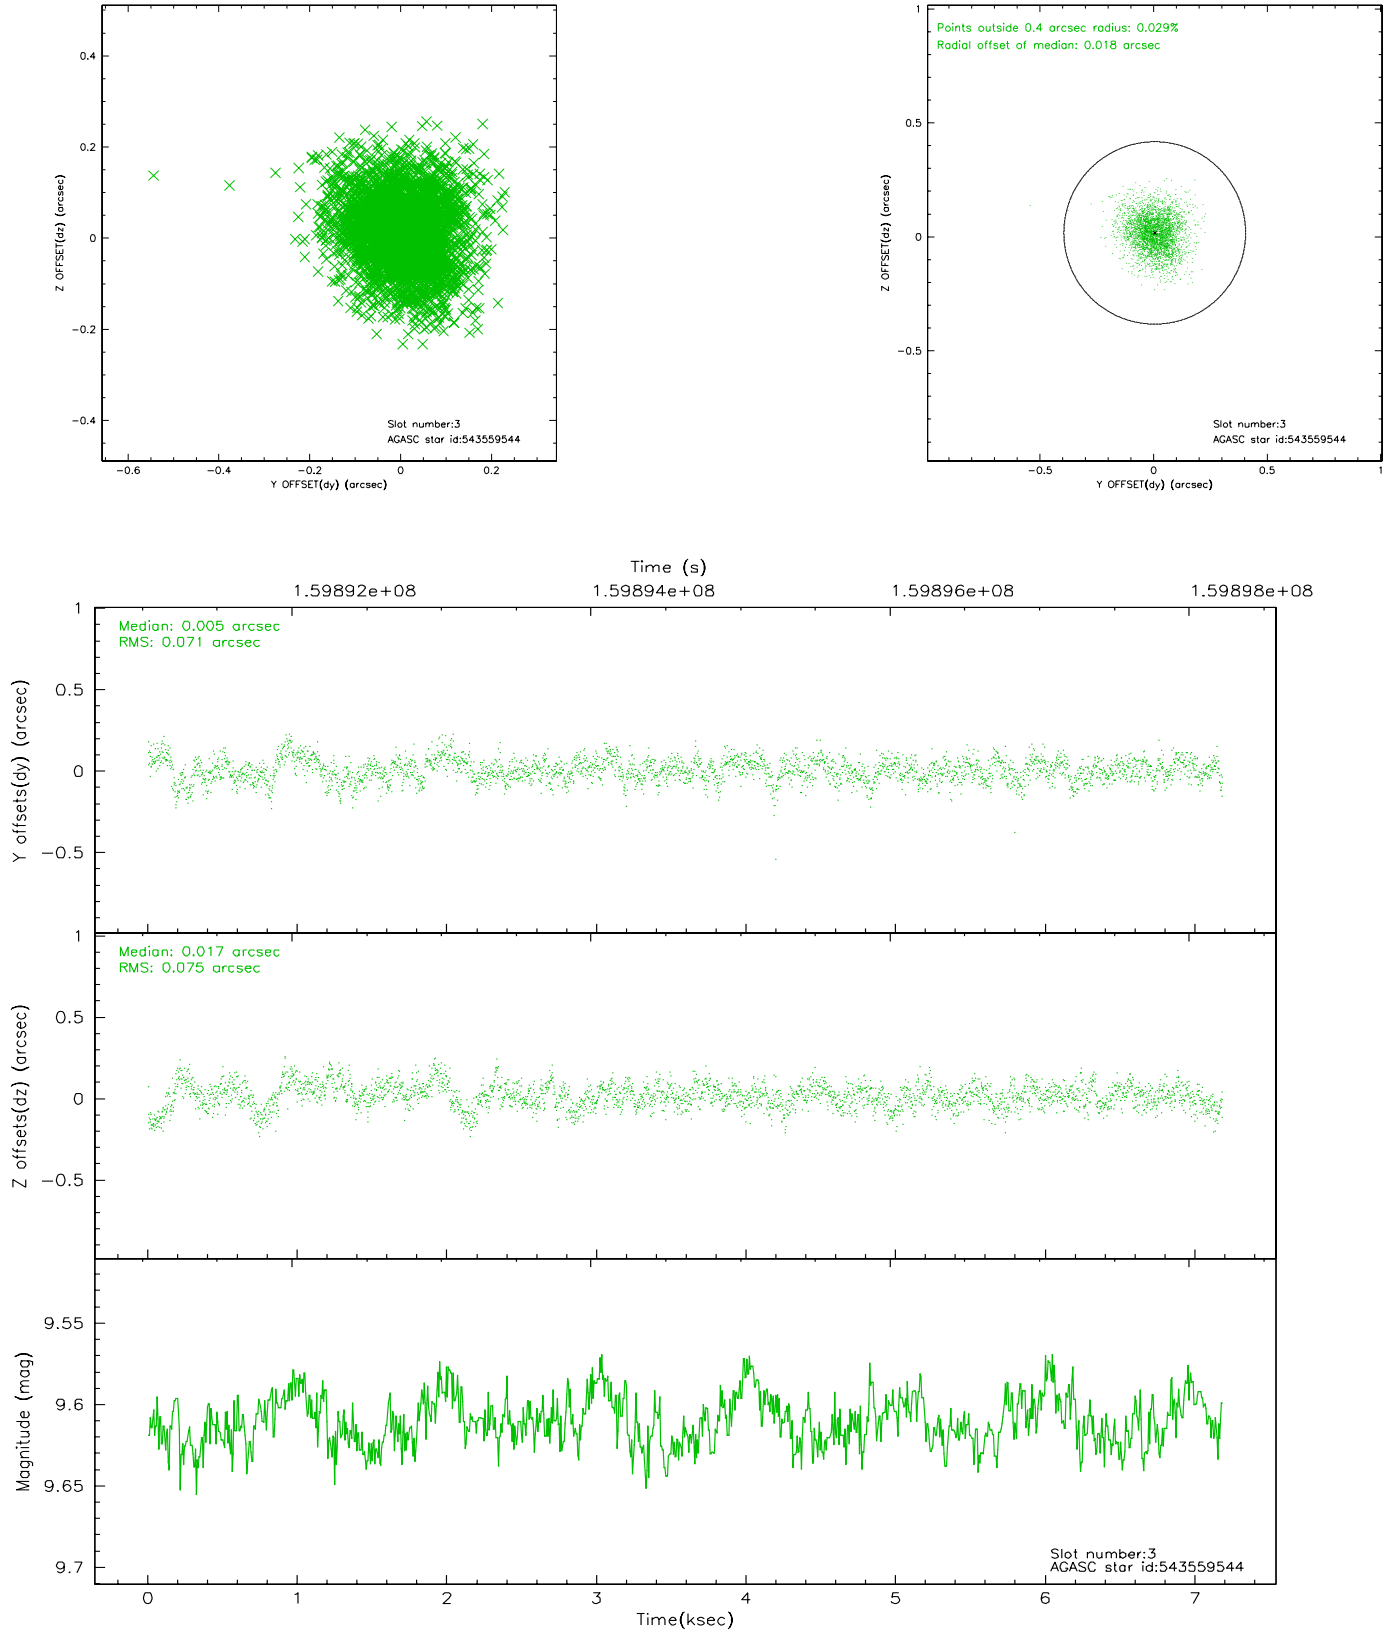 0.4
0.2
0
−0.2
−0.4
Z OFFSET(dz) (arcsec)
−0.6 −0.4 −0.2 0 0.2
Y OFFSET(dy) (arcsec)
Slot number:3
AGASC star id:543559544
Points outside 0.4 arcsec radius: 0.029%
Radial offset of median: 0.018 arcsec
1
0.5
0
−0.5
Z OFFSET(dz) (arcsec)
−0.5 0 0.5 1
Y OFFSET(dy) (arcsec)
Slot number:3
AGASC star id:543559544
Time (s)
1.59892e+08 1.59894e+08 1.59896e+08 1.59898e+08
Median: 0.005 arcsec
RMS: 0.071 arcsec
1
0.5
0
−0.5
Y offsets(dy) (arcsec)
Median: 0.017 arcsec
RMS: 0.075 arcsec
1
0.5
0
−0.5
Z offsets(dz) (arcsec)
9.55
9.6
9.65
9.7
Magnitude (mag)
Slot number:3
AGASC star id:543559544
0 1 2 3 4 5 6 7
Time(ksec)